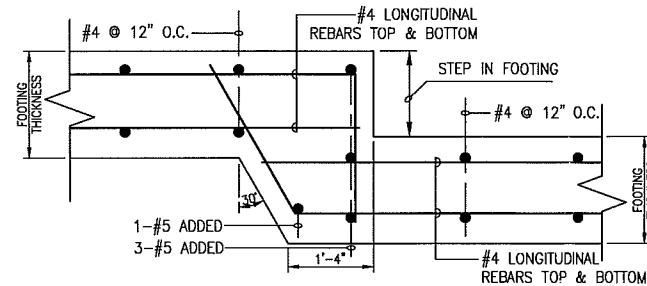 #4 LONGITUDINAL
REBARS TOP & BOTTOM
#4 @ 12" O.C.
STEP IN FOOTING
FOOTING
THICKNESS
#4 @ 12" O.C.
30°
FOOTING
1-#5 ADDED
3-#5 ADDED
1'-4"
#4 LONGITUDINAL
REBARS TOP & BOTTOM